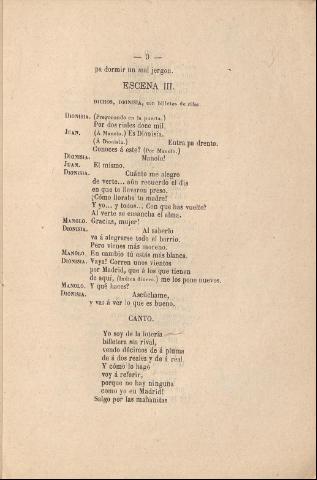 — 9 —
pa dormir un mal jergon.
ESCENA III.
DICHOS, DIONISIA, con billetes de rifas
DIONISIA. (Pregonando en la puerta.)
Por dos riales doce mil.
JUAN. (Á Manolo.) Es Dionisia.
(Á Dionisia.) Entra pa drento.
Conoces á este? (Por Manolo.)
DIONISIA. Manolo!
JUAN. El mismo.
DIONISIA. Cuánto me alegro
de verte... aún recuerdo el dia
en que te llevaron preso.
¡Cómo lloraba tu madre!
Y yo... y todos... Con que has vuelto?
Al verte se ensancha el alma.
MANOLO. Gracias, mujer!
DIONISIA. Al saberlo
va á alegrarse todo el barrio.
Pero vienes más moreno.
MANOLO. En cambio tú estás más blanca.
DIONISIA. Vaya! Corren unos vientos
por Madrid, que á los que tienen
de aquí, (Indica dinero.) me los pone nuevos.
MANOLO. Y qué haces?
DIONISIA. Ascúchame,
y vas á ver lo que es bueno.
CANTO.
Yo soy de la lotería
billetera sin rival,
vendo décimos de á pluma
de á dos reales y de á real.
Y cómo lo hago
voy á referir,
porque no hay ninguna
como yo en Madrid!
Salgo por las mañanitas